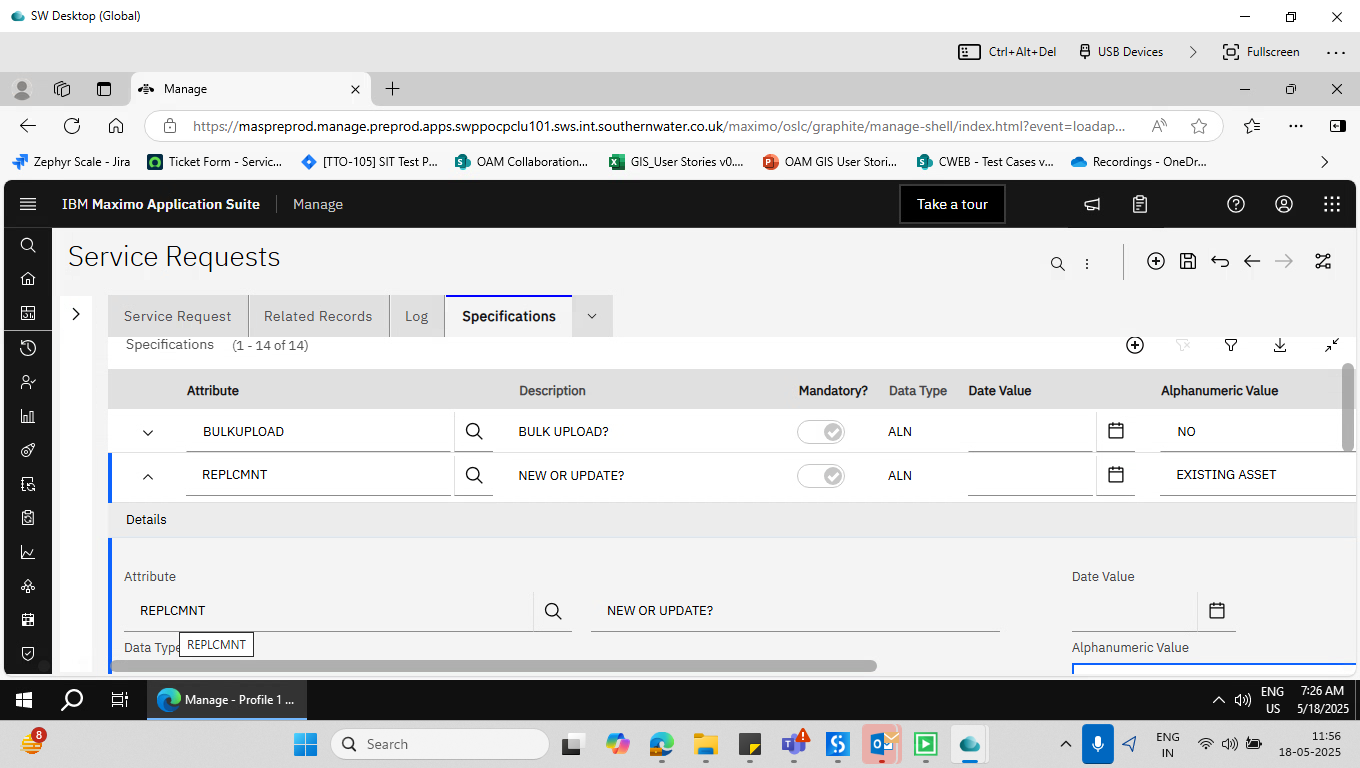 SW Desktop (Global)
Ctrl+Alt+Del USB Devices Fullscreen
Manage
https://maspreprod.manage.preprod.apps.swppocpclu101.sws.int.southernwater.co.uk/maximo/oslc/graphite/manage-shell/index.html?event=loadap...
Zephyr Scale - Jira Ticket Form - Servic... [TTO-105] SIT Test P... OAM Collaboration... GIS_User Stories v0.... OAM GIS User Stori... CWEB - Test Cases v... Recordings - OneDr...
IBM Maximo Application Suite Manage Take a tour
Service Requests
Service Request Related Records Log Specifications
Specifications (1 - 14 of 14)
Attribute Description Mandatory? Data Type Date Value Alphanumeric Value
BULKUPLOAD BULK UPLOAD? ALN NO
REPLCMNT NEW OR UPDATE? ALN EXISTING ASSET
Details
Attribute Date Value
REPLCMNT NEW OR UPDATE?
Data Type REPLCMNT Alphanumeric Value
Manage - Profile 1 ... ENG US 7:26 AM 5/18/2025
8 Search ENG IN 11:56 18-05-2025